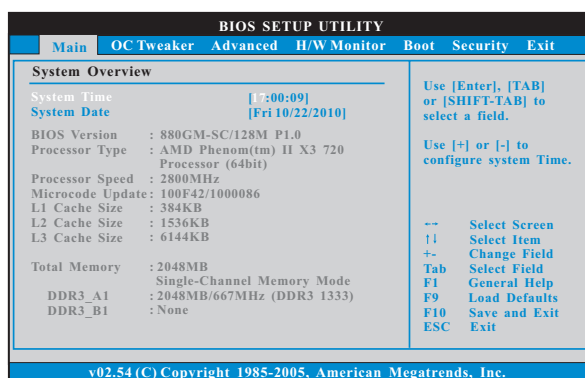 BIOS SETUP UTILITY
Main OC Tweaker Advanced H/W Monitor Boot Security Exit
System Overview
System Time [17:00:09]
System Date [Fri 10/22/2010]
BIOS Version : 880GM-SC/128M P1.0
Processor Type : AMD Phenom(tm) II X3 720
Processor (64bit)
Processor Speed : 2800MHz
Microcode Update : 100F42/1000086
L1 Cache Size : 384KB
L2 Cache Size : 1536KB
L3 Cache Size : 6144KB
Total Memory : 2048MB
Single-Channel Memory Mode
DDR3_A1 : 2048MB/667MHz (DDR3 1333)
DDR3_B1 : None
Use [Enter], [TAB]
or [SHIFT-TAB] to
select a field.
Use [+] or [-] to
configure system Time.
←→ Select Screen
↑↓ Select Item
+- Change Field
Tab Select Field
F1 General Help
F9 Load Defaults
F10 Save and Exit
ESC Exit
v02.54 (C) Copyright 1985-2005, American Megatrends, Inc.